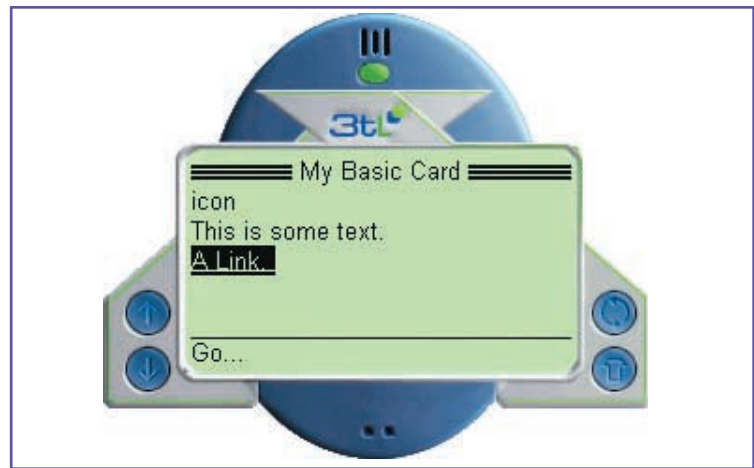 3tL
My Basic Card
icon
This is some text.
A Link.
Go...